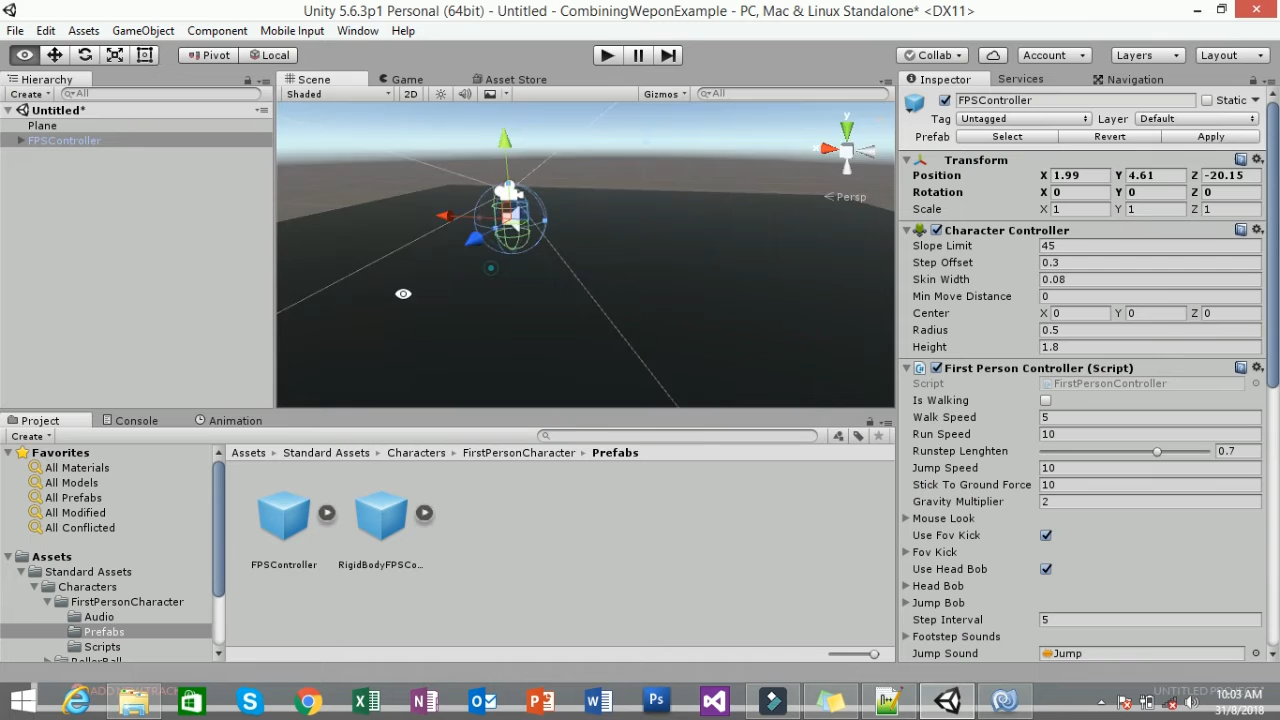 Unity 5.6.3p1 Personal (64bit) - Untitled - CombiningWeponExample - PC, Mac & Linux Standalone* <DX11>
File Edit Assets GameObject Component Mobile Input Window Help
Pivot Local Collab Account Layers Layout
Hierarchy Scene Game Asset Store Inspector Services Navigation
Create All Shaded 2D Gizmos All
FPSController Static
Untitled*
Tag Untagged Layer Default
Plane
Prefab Select Revert Apply
FPSController
y
x
Persp
Transform
Position X 1.99 Y 4.61 Z -20.15
Rotation X 0 Y 0 Z 0
Scale X 1 Y 1 Z 1
Character Controller
Slope Limit 45
Step Offset 0.3
Skin Width 0.08
Min Move Distance 0
Center X 0 Y 0 Z 0
Radius 0.5
Height 1.8
First Person Controller (Script)
Script FirstPersonController
Is Walking
Walk Speed 5
Run Speed 10
Runstep Lenghten 0.7
Jump Speed 10
Stick To Ground Force 10
Gravity Multiplier 2
Mouse Look
Use Fov Kick
Fov Kick
Use Head Bob
Head Bob
Jump Bob
Step Interval 5
Footstep Sounds
Jump Sound Jump
Project Console Animation
Create
Favorites
All Materials
All Models
All Prefabs
All Modified
All Conflicted
Assets
Standard Assets
Characters
FirstPersonCharacter
Audio
Prefabs
Scripts
RollerBall
Assets Standard Assets Characters FirstPersonCharacter Prefabs
FPSController RigidBodyFPSCo...
10:03 AM
31/8/2018